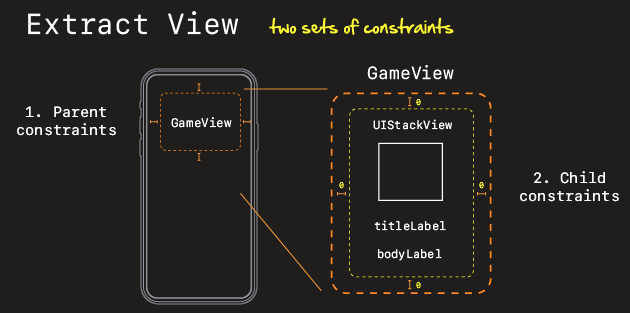 Extract View
two sets of constraints
1. Parent
constraints
GameView
GameView
0
UIStackView
0
0
titleLabel
bodyLabel
0
2. Child
constraints